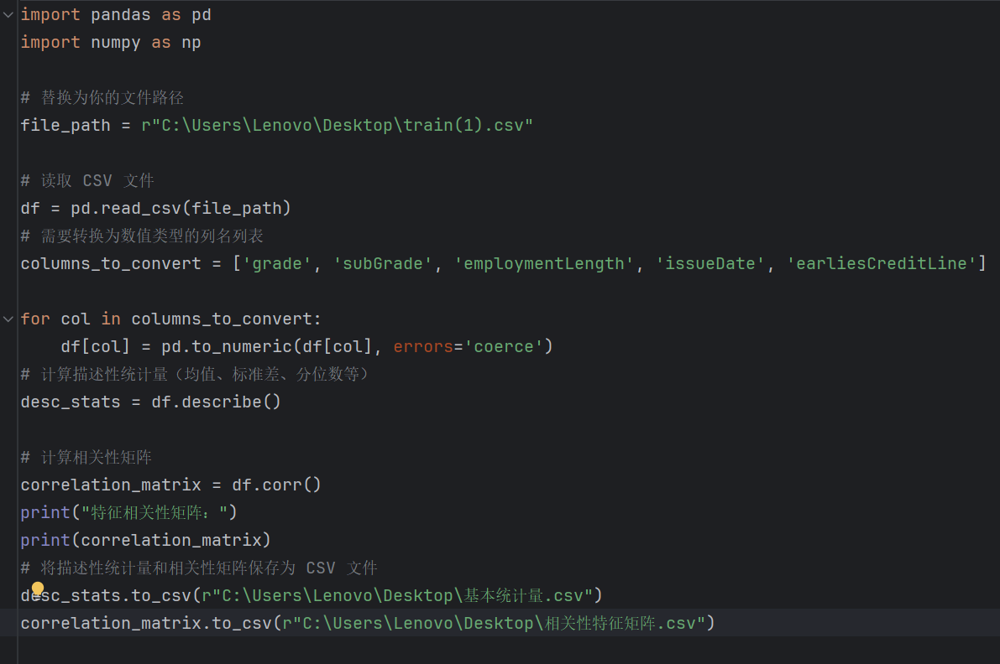 import pandas as pd
import numpy as np
# 替换为你的文件路径
file_path = r"C:\Users\Lenovo\Desktop\train(1).csv"
# 读取 CSV 文件
df = pd.read_csv(file_path)
# 需要转换为数值类型的列名列表
columns_to_convert = ['grade', 'subGrade', 'employmentLength', 'issueDate', 'earliesCreditLine']
for col in columns_to_convert:
    df[col] = pd.to_numeric(df[col], errors='coerce')
# 计算描述性统计量（均值、标准差、分位数等）
desc_stats = df.describe()
# 计算相关性矩阵
correlation_matrix = df.corr()
print("特征相关性矩阵：")
print(correlation_matrix)
# 将描述性统计量和相关性矩阵保存为 CSV 文件
desc_stats.to_csv(r"C:\Users\Lenovo\Desktop\基本统计量.csv")
correlation_matrix.to_csv(r"C:\Users\Lenovo\Desktop\相关性特征矩阵.csv")